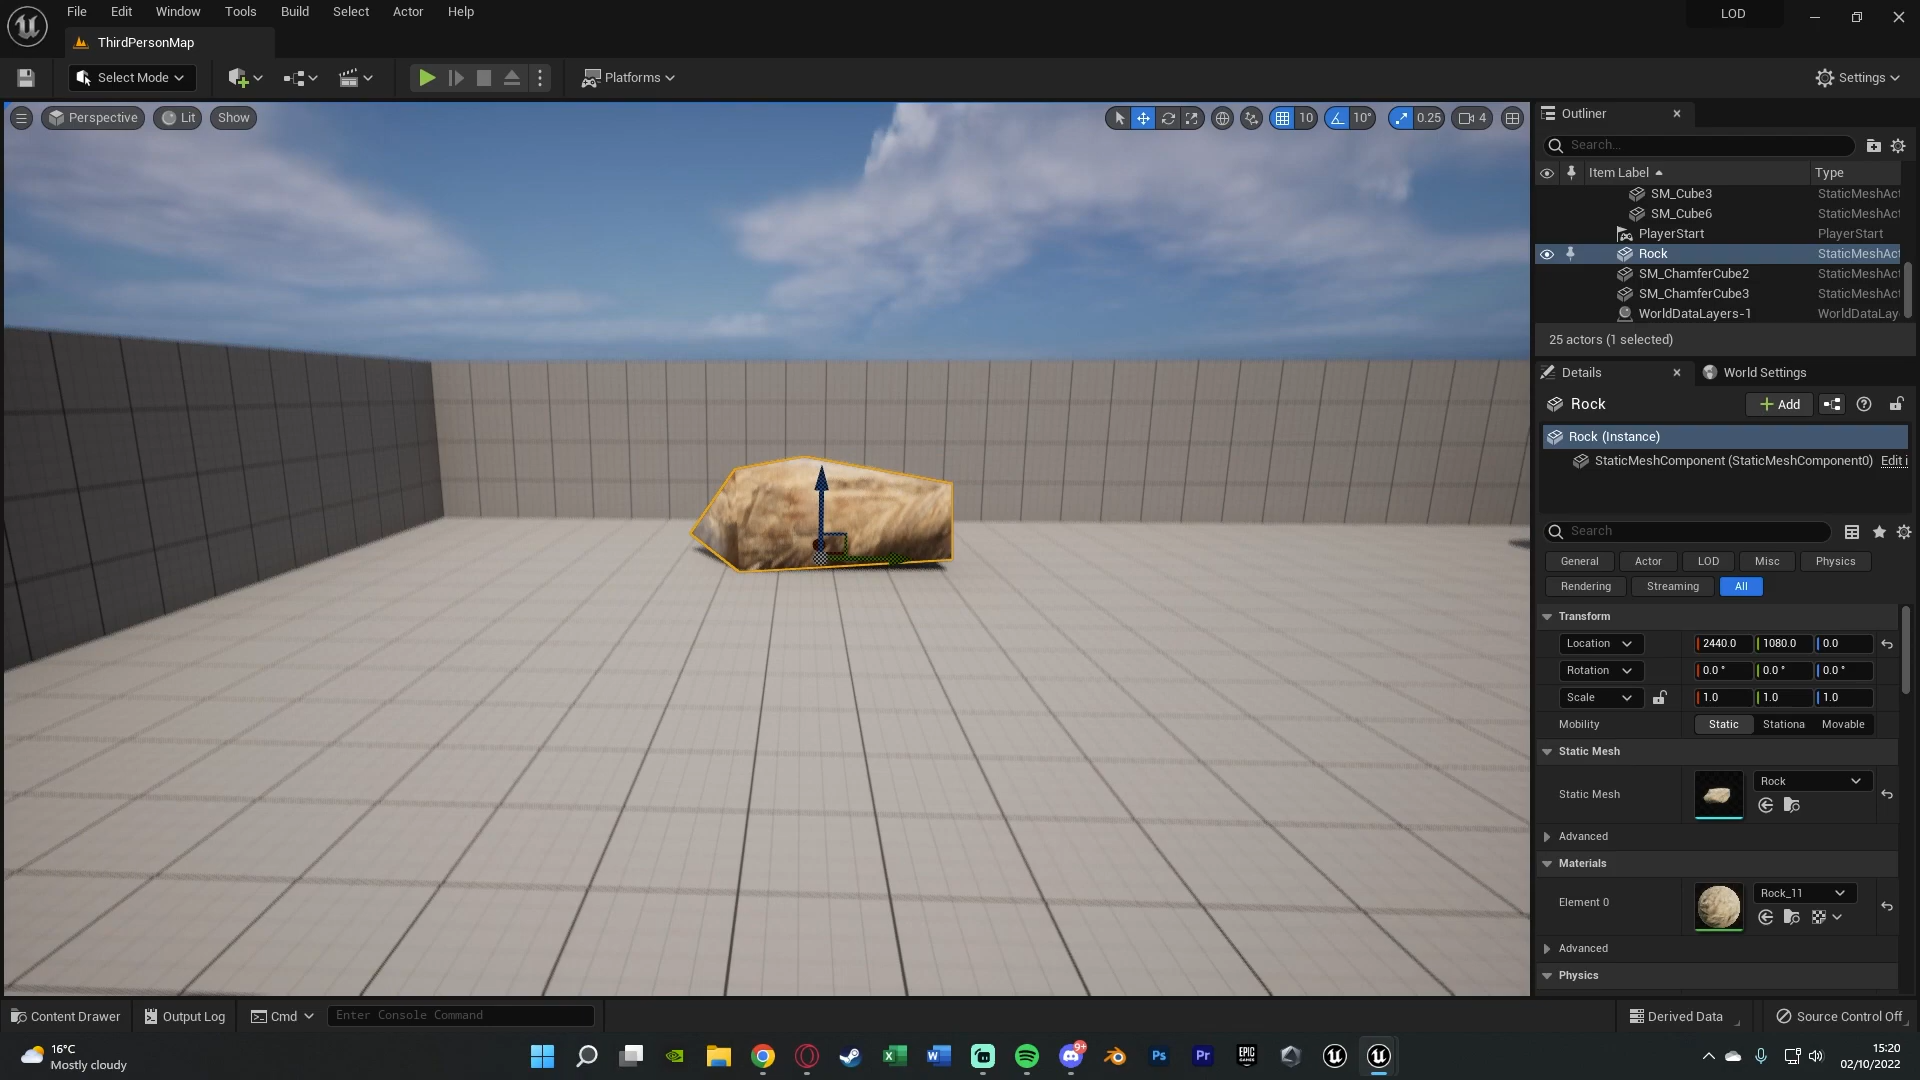 File Edit Window Tools Build Select Actor Help
LOD
ThirdPersonMap
Select Mode
Platforms
Settings
Perspective Lit Show
10 10° 0.25 4
Outliner
Search...
Item Label Type
SM_Cube3 StaticMeshAct
SM_Cube6 StaticMeshAct
PlayerStart PlayerStart
Rock StaticMeshAct
SM_ChamferCube2 StaticMeshAct
SM_ChamferCube3 StaticMeshAct
WorldDataLayers-1 WorldDataLay
25 actors (1 selected)
Details World Settings
Rock Add
Rock (Instance)
StaticMeshComponent (StaticMeshComponent0) Edit i
Search
General Actor LOD Misc Physics
Rendering Streaming All
Transform
Location 2440.0 1080.0 0.0
Rotation 0.0° 0.0° 0.0°
Scale 1.0 1.0 1.0
Mobility Static Stationa Movable
Static Mesh
Static Mesh Rock
Advanced
Materials
Element 0 Rock_11
Advanced
Physics
Content Drawer Output Log Cmd Enter Console Command
Derived Data Source Control Off
16°C
Mostly cloudy
9+
Ps Pr EPIC GAMES
15:20
02/10/2022